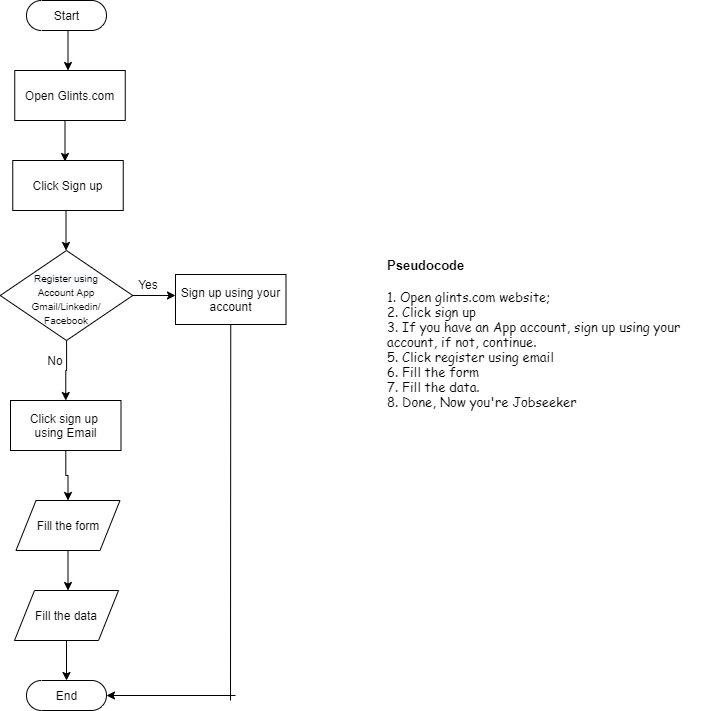 Start
Open Glints.com
Click Sign up
Register using
Account App
Gmail/Linkedin/
Facebook
Yes
Sign up using your
account
No
Click sign up
using Email
Fill the form
Fill the data
End
Pseudocode
1. Open glints.com website;
2. Click sign up
3. If you have an App account, sign up using your
account, if not, continue.
5. Click register using email
6. Fill the form
7. Fill the data.
8. Done, Now you're Jobseeker